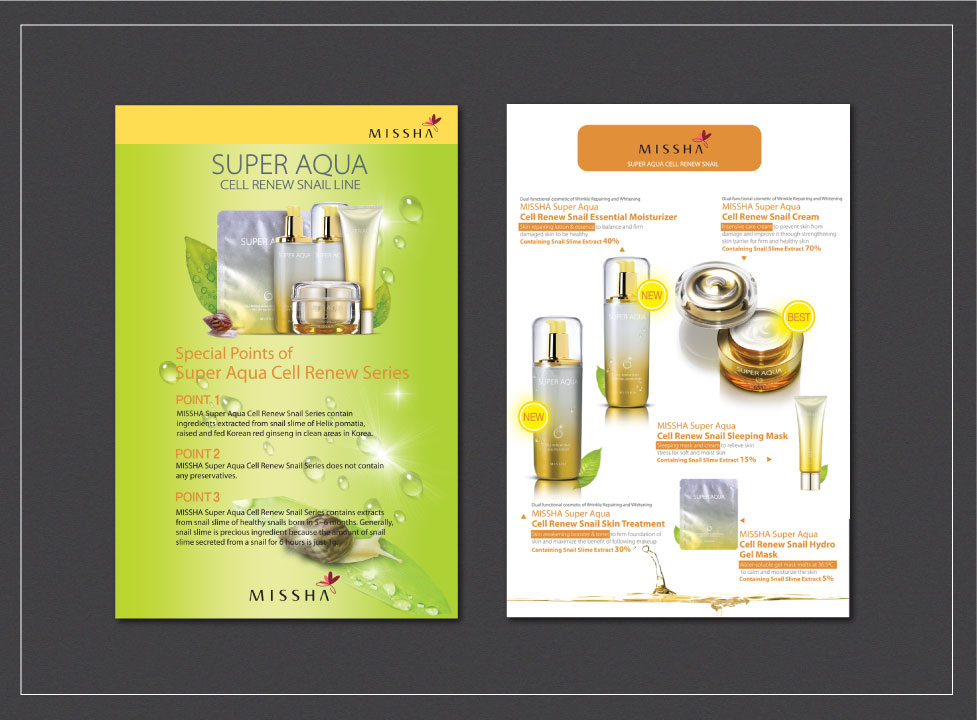 MISSHA
SUPER AQUA
CELL RENEW SNAIL LINE
SUPER AQUA
SUPER AQUA
SUPER AQUA
Special Points of
Super Aqua Cell Renew Series
POINT. 1
MISSHA Super Aqua Cell Renew Snail Series contain
ingredients extracted from snail slime of Helix pomatia,
raised and fed Korean red ginseng in clean areas in Korea.
POINT 2
MISSHA Super Aqua Cell Renew Snail Series does not contain
any preservatives.
POINT 3
MISSHA Super Aqua Cell Renew Snail Series contains extracts
from snail slime of healthy snails born in 5~6 months. Generally,
snail slime is precious ingredient because the amount of snail
slime secreted from a snail for 6 hours is just 1g.
MISSHA
MISSHA
SUPER AQUA CELL RENEW SNAIL
Dual functional cosmetic of Wrinkle Repairing and Whitening
MISSHA Super Aqua
Cell Renew Snail Essential Moisturizer
Skin repairing lotion & essence to balance and firm
damaged skin to be healthy
Containing Snail Slime Extract 40%
Dual functional cosmetic of Wrinkle Repairing and Whitening
MISSHA Super Aqua
Cell Renew Snail Cream
Intensive care cream to prevent skin from
damage and improve it through strengthening
skin barrier for firm and healthy skin
Containing Snail Slime Extract 70%
NEW
SUPER AQUA
BEST
SUPER AQUA
SUPER AQUA
NEW
MISSHA
MISSHA Super Aqua
Cell Renew Snail Sleeping Mask
Sleeping mask and cream to relieve skin
stress for soft and moist skin
Containing Snail Slime Extract 15%
SUPER AQUA
Dual functional cosmetic of Wrinkle Repairing and Whitening
MISSHA Super Aqua
Cell Renew Snail Skin Treatment
Skin awakening booster & toner to firm foundation of
skin and maximize the benefit of following makeup
Containing Snail Slime Extract 30%
MISSHA Super Aqua
Cell Renew Snail Hydro
Gel Mask
Water-soluble gel mask melts at 36.5ºC
to calm and moisturize the skin
Containing Snail Slime Extract 5%